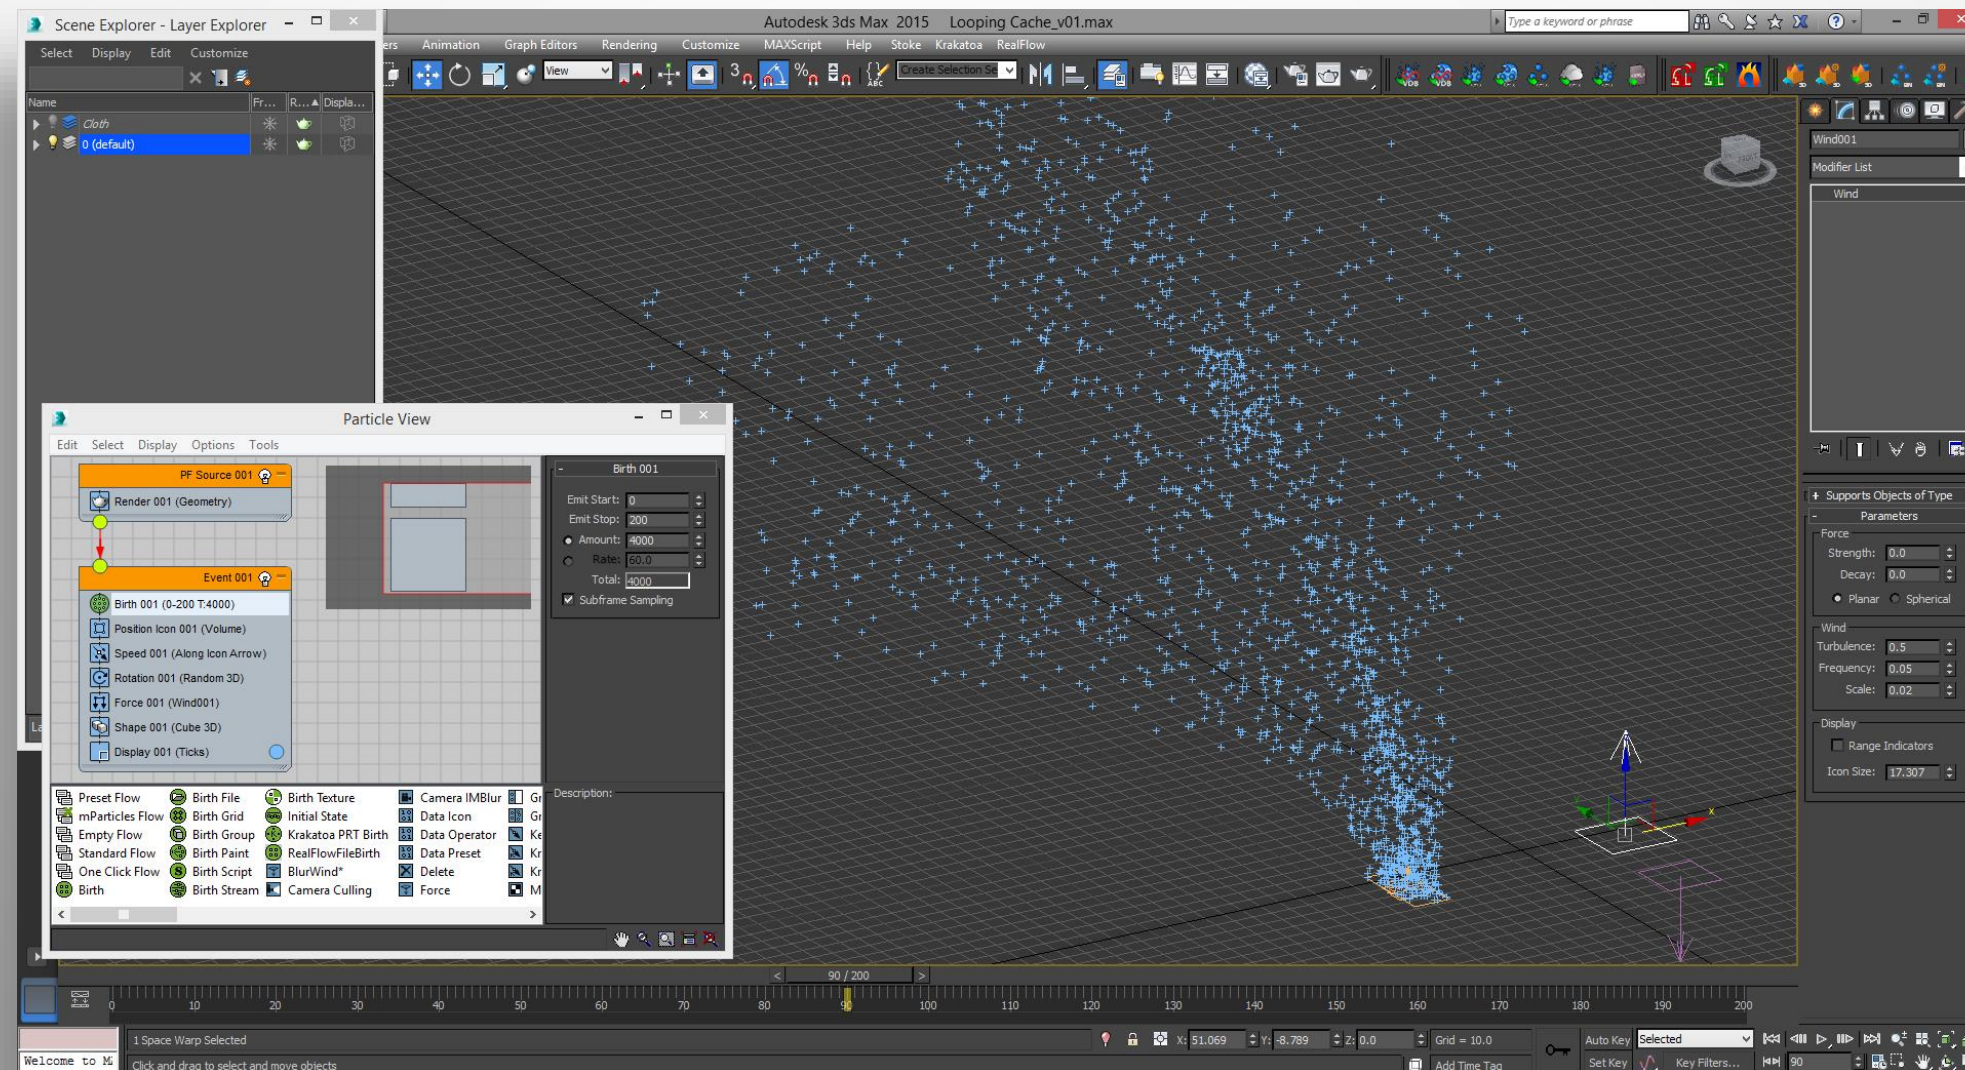 Scene Explorer - Layer Explorer
Autodesk 3ds Max 2015 Looping Cache_v01.max
Type a keyword or phrase
Select Display Edit Customize
ers Animation Graph Editors Rendering Customize MAXScript Help Stoke Krakatoa RealFlow
View
3
%
ABC
Create Selection Se
Name Fr... R... Displa...
Cloth
0 (default)
Wind001
Modifier List
Wind
Particle View
Edit Select Display Options Tools
PF Source 001
Render 001 (Geometry)
Event 001
Birth 001 (0-200 T:4000)
Position Icon 001 (Volume)
Speed 001 (Along Icon Arrow)
Rotation 001 (Random 3D)
Force 001 (Wind001)
Shape 001 (Cube 3D)
Display 001 (Ticks)
- Birth 001
Emit Start: 0
Emit Stop: 200
Amount: 4000
Rate: 60.0
Total: 4000
Subframe Sampling
Description:
Preset Flow Birth File Birth Texture Camera IMBlur Gr
mParticles Flow Birth Grid Initial State Data Icon Gr
Empty Flow Birth Group Krakatoa PRT Birth Data Operator Ke
Standard Flow Birth Paint RealFlowFileBirth Data Preset Kr
One Click Flow Birth Script BlurWind* Delete Kr
Birth Birth Stream Camera Culling Force M
+ Supports Objects of Type
- Parameters
Force
Strength: 0.0
Decay: 0.0
Planar Spherical
Wind
Turbulence: 0.5
Frequency: 0.05
Scale: 0.02
Display
Range Indicators
Icon Size: 17.307
x
< 90 / 200 >
0 10 20 30 40 50 60 70 80 90 100 110 120 130 140 150 160 170 180 190 200
1 Space Warp Selected
X: 51.069 Y: -8.789 Z: 0.0 Grid = 10.0
Auto Key Selected
Welcome to M
Click and drag to select and move objects
Add Time Tag
Set Key Key Filters... 90